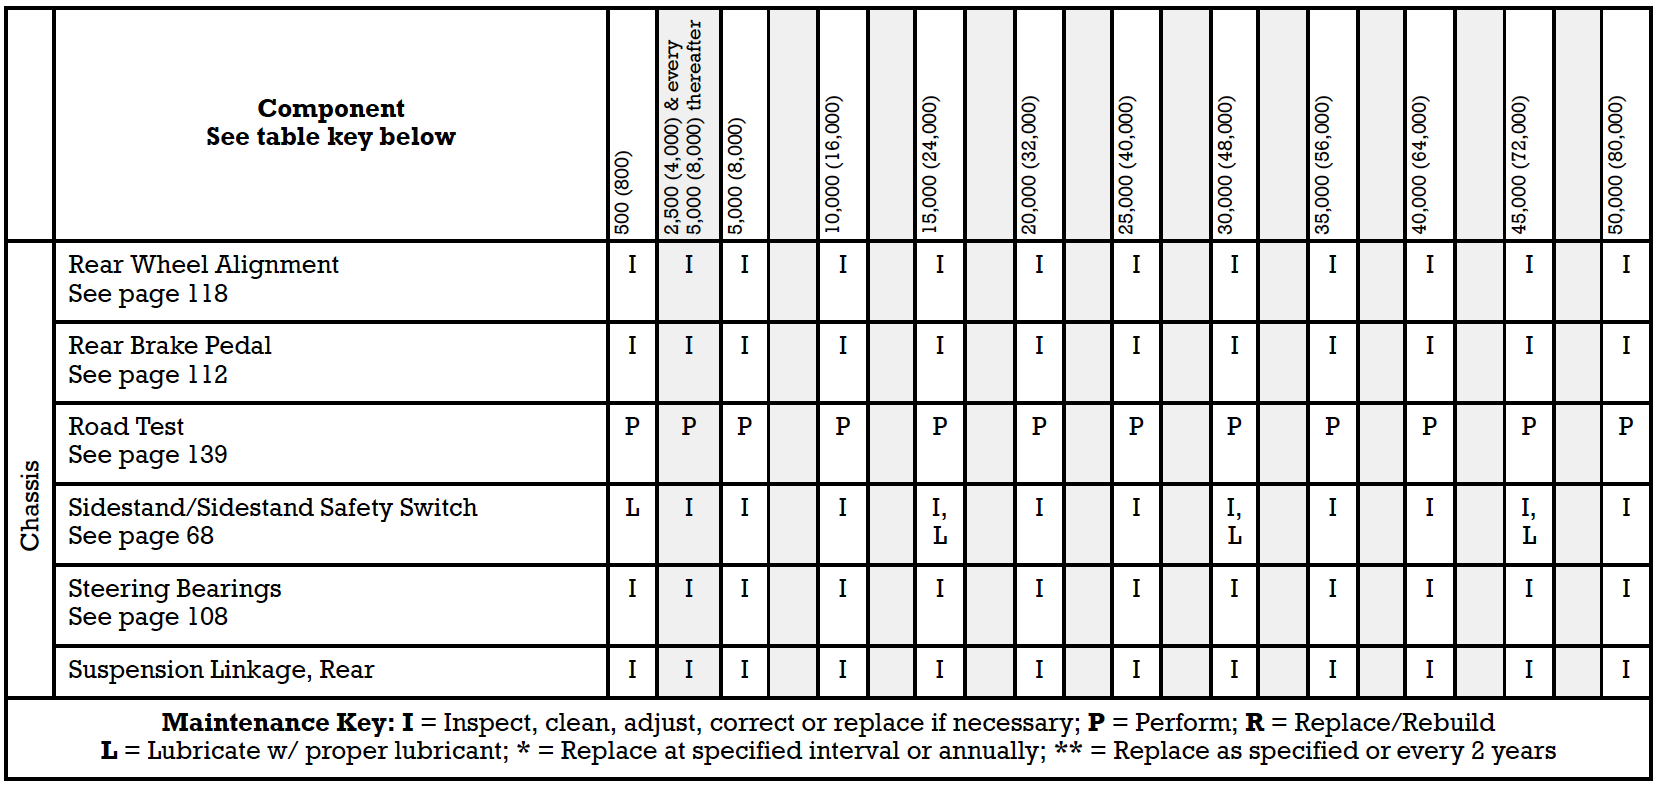 Component
See table key below
500 (800)
2,500 (4,000) & every
5,000 (8,000) thereafter
5,000 (8,000)
10,000 (16,000)
15,000 (24,000)
20,000 (32,000)
25,000 (40,000)
30,000 (48,000)
35,000 (56,000)
40,000 (64,000)
45,000 (72,000)
50,000 (80,000)
Chassis
Rear Wheel Alignment I I I I I I I I I I I I
See page 118
Rear Brake Pedal I I I I I I I I I I I I
See page 112
Road Test P P P P P P P P P P P P
See page 139
Sidestand/Sidestand Safety Switch L I I I I, I I I, I I I, I
See page 68 L L L
Steering Bearings I I I I I I I I I I I I
See page 108
Suspension Linkage, Rear I I I I I I I I I I I I
Maintenance Key: I = Inspect, clean, adjust, correct or replace if necessary; P = Perform; R = Replace/Rebuild
L = Lubricate w/ proper lubricant; * = Replace at specified interval or annually; ** = Replace as specified or every 2 years